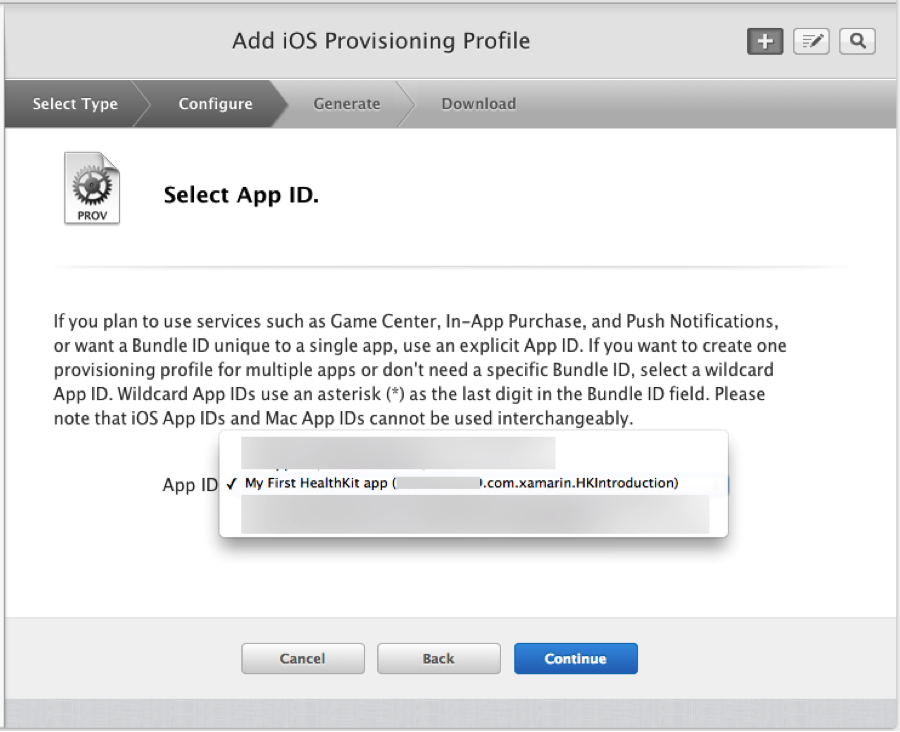 Add iOS Provisioning Profile
Select Type
Configure
Generate
Download
PROV
Select App ID.
If you plan to use services such as Game Center, In-App Purchase, and Push Notifications,
or want a Bundle ID unique to a single app, use an explicit App ID. If you want to create one
provisioning profile for multiple apps or don't need a specific Bundle ID, select a wildcard
App ID. Wildcard App IDs use an asterisk (*) as the last digit in the Bundle ID field. Please
note that iOS App IDs and Mac App IDs cannot be used interchangeably.
App ID ✓ My First HealthKit app ( .com.xamarin.HKIntroduction)
Cancel
Back
Continue